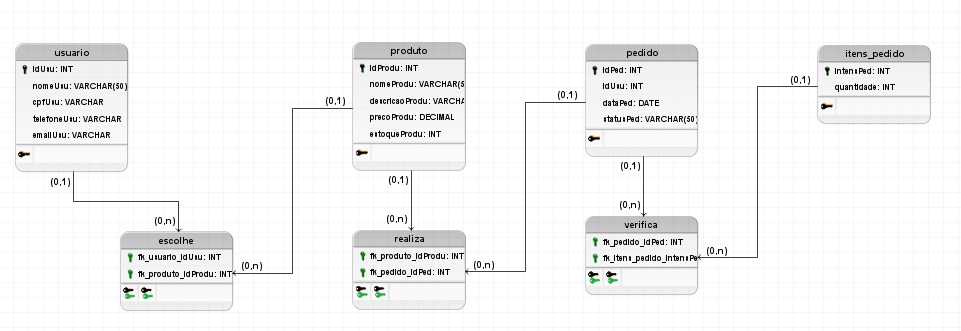 usuario
idUsu: INT
nomeUsu: VARCHAR(50)
cpfUsu: VARCHAR
telefoneUsu: VARCHAR
emailUsu: VARCHAR
(0,1)
(0,n)
escolhe
fk_usuario_idUsu: INT
fk_produto_idProdu: INT
(0,n)
produto
idProdu: INT
nomeProdu: VARCHAR(5
descricaoProdu: VARCHA
precoProdu: DECIMAL
estoqueProdu: INT
(0,1)
(0,1)
(0,n)
realiza
fk_produto_idProdu: INT
fk_pedido_idPed: INT
(0,n)
pedido
idPed: INT
idUsu: INT
dataPed: DATE
statusPed: VARCHAR(50)
(0,1)
(0,1)
(0,n)
verifica
fk_pedido_idPed: INT
fk_itens_pedido_intensPe
(0,n)
itens_pedido
intensPed: INT
quantidade: INT
(0,1)